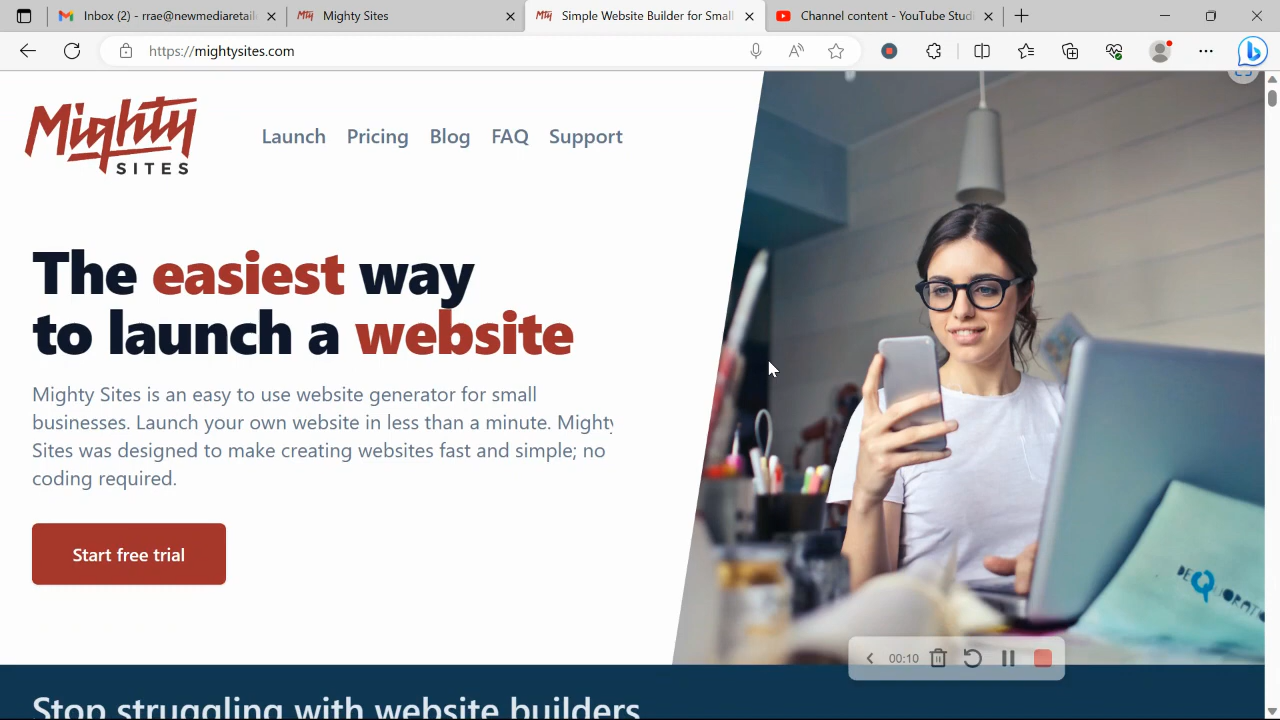 Inbox (2) - rrae@newmediaretail
Mighty Sites
Simple Website Builder for Small
Channel content - YouTube Studi
https://mightysites.com
Mighty
SITES
Launch
Pricing
Blog
FAQ
Support
The easiest way
to launch a website
Mighty Sites is an easy to use website generator for small
businesses. Launch your own website in less than a minute. Mighty
Sites was designed to make creating websites fast and simple; no
coding required.
Start free trial
DEQUORATO
00:10
Stop struggling with website builders